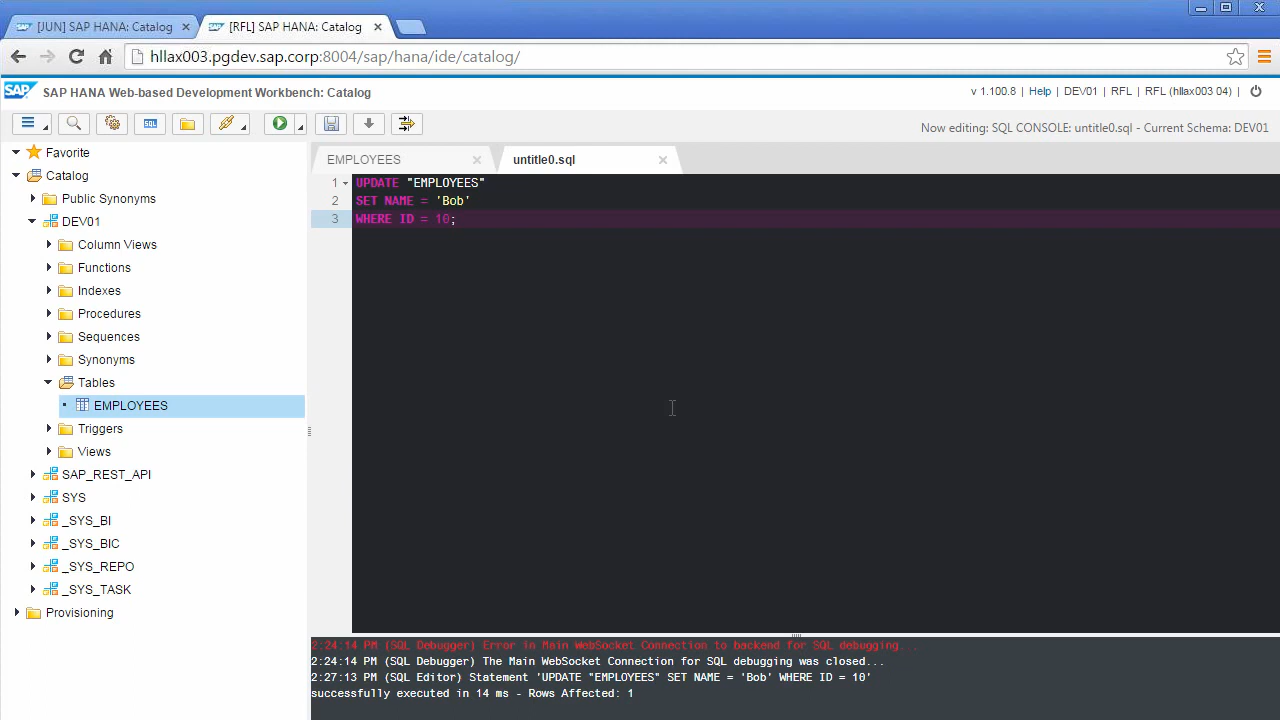 [JUN] SAP HANA: Catalog
[RFL] SAP HANA: Catalog
hllax003.pgdev.sap.corp:8004/sap/hana/ide/catalog/
SAP SAP HANA Web-based Development Workbench: Catalog
v 1.100.8 | Help | DEV01 | RFL | RFL (hllax003 04) |
SQL
Now editing: SQL CONSOLE: untitle0.sql - Current Schema: DEV01
Favorite
Catalog
Public Synonyms
DEV01
Column Views
Functions
Indexes
Procedures
Sequences
Synonyms
Tables
EMPLOYEES
Triggers
Views
SAP_REST_API
SYS
_SYS_BI
_SYS_BIC
_SYS_REPO
_SYS_TASK
Provisioning
EMPLOYEES
untitle0.sql
1 UPDATE "EMPLOYEES"
2 SET NAME = 'Bob'
3 WHERE ID = 10;
2:24:14 PM (SQL Debugger) Error in Main WebSocket Connection to backend for SQL debugging...
2:24:14 PM (SQL Debugger) The Main WebSocket Connection for SQL debugging was closed...
2:27:13 PM (SQL Editor) Statement 'UPDATE "EMPLOYEES" SET NAME = 'Bob' WHERE ID = 10'
successfully executed in 14 ms - Rows Affected: 1